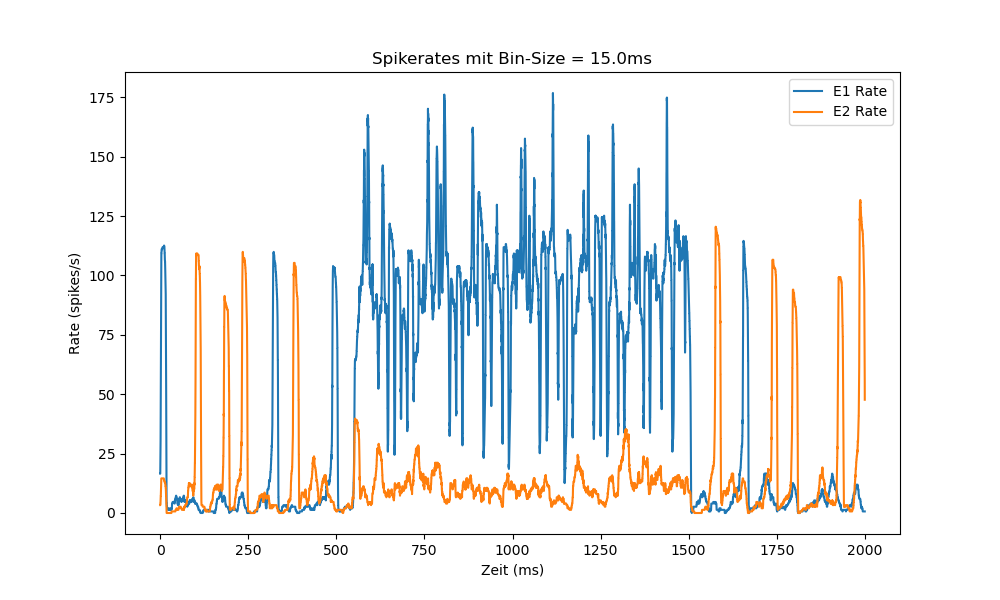 Spikerates mit Bin-Size = 15.0ms
E1 Rate
E2 Rate
175
150
125
100
75
50
25
0
Rate (spikes/s)
0 250 500 750 1000 1250 1500 1750 2000
Zeit (ms)